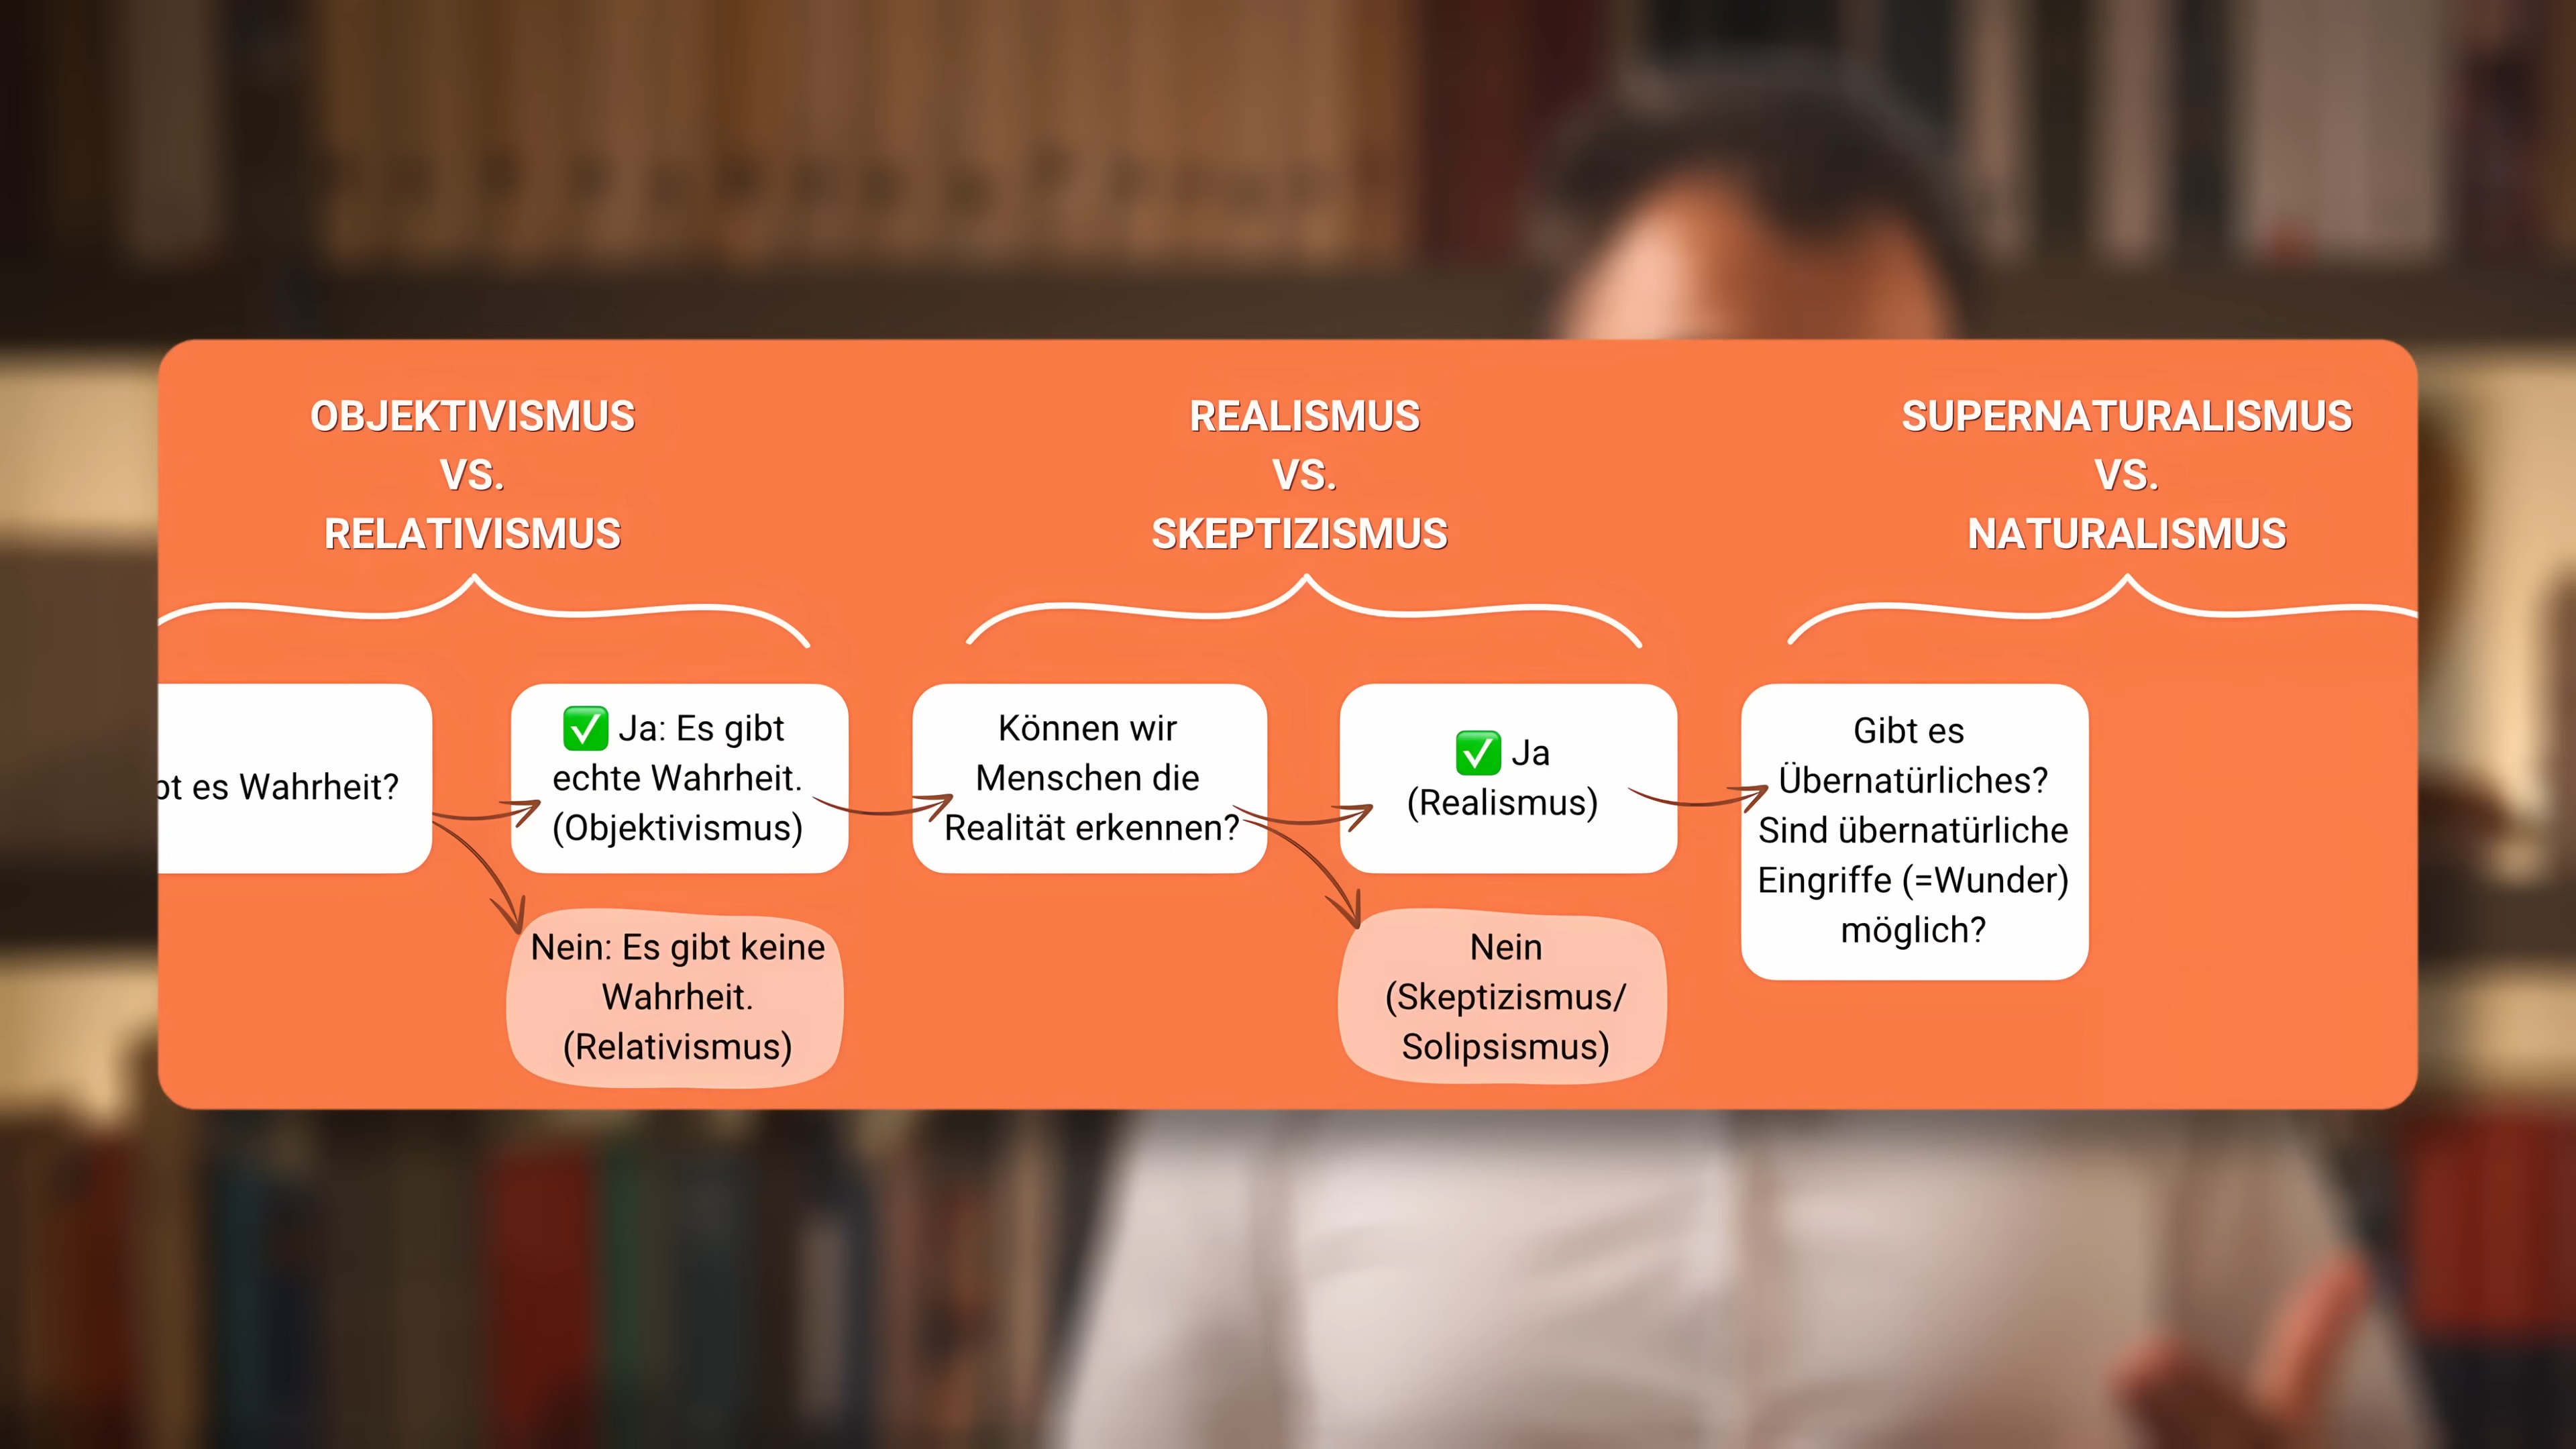 OBJEKTIVISMUS
VS.
RELATIVISMUS
REALISMUS
VS.
SKEPTIZISMUS
SUPERNATURALISMUS
VS.
NATURALISMUS
es Wahrheit?
✅ Ja: Es gibt
echte Wahrheit.
(Objektivismus)
Nein: Es gibt keine
Wahrheit.
(Relativismus)
Können wir
Menschen die
Realität erkennen?
✅ Ja
(Realismus)
Nein
(Skeptizismus/
Solipsismus)
Gibt es
Übernatürliches?
Sind übernatürliche
Eingriffe (=Wunder)
möglich?